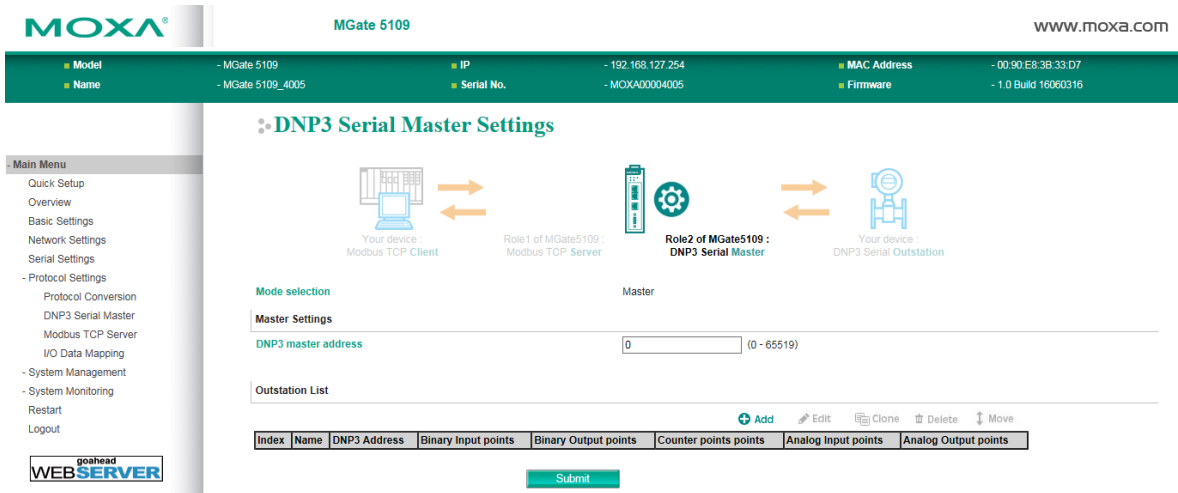 MOXA®
MGate 5109
www.moxa.com
Model - MGate 5109 IP - 192.168.127.254 MAC Address - 00:90:E8:3B:33:D7
Name - MGate 5109_4005 Serial No. - MOXA00004005 Firmware - 1.0 Build 16060316
DNP3 Serial Master Settings
- Main Menu
Quick Setup
Overview
Basic Settings
Network Settings
Serial Settings
- Protocol Settings
Protocol Conversion
DNP3 Serial Master
Modbus TCP Server
I/O Data Mapping
- System Management
- System Monitoring
Restart
Logout
goahead
WEBSERVER
Your device :
Modbus TCP Client
Role1 of MGate5109 :
Modbus TCP Server
Role2 of MGate5109 :
DNP3 Serial Master
Your device :
DNP3 Serial Outstation
Mode selection Master
Master Settings
DNP3 master address 0 (0 - 65519)
Outstation List
Add Edit Clone Delete Move
Index Name DNP3 Address Binary Input points Binary Output points Counter points points Analog Input points Analog Output points
Submit